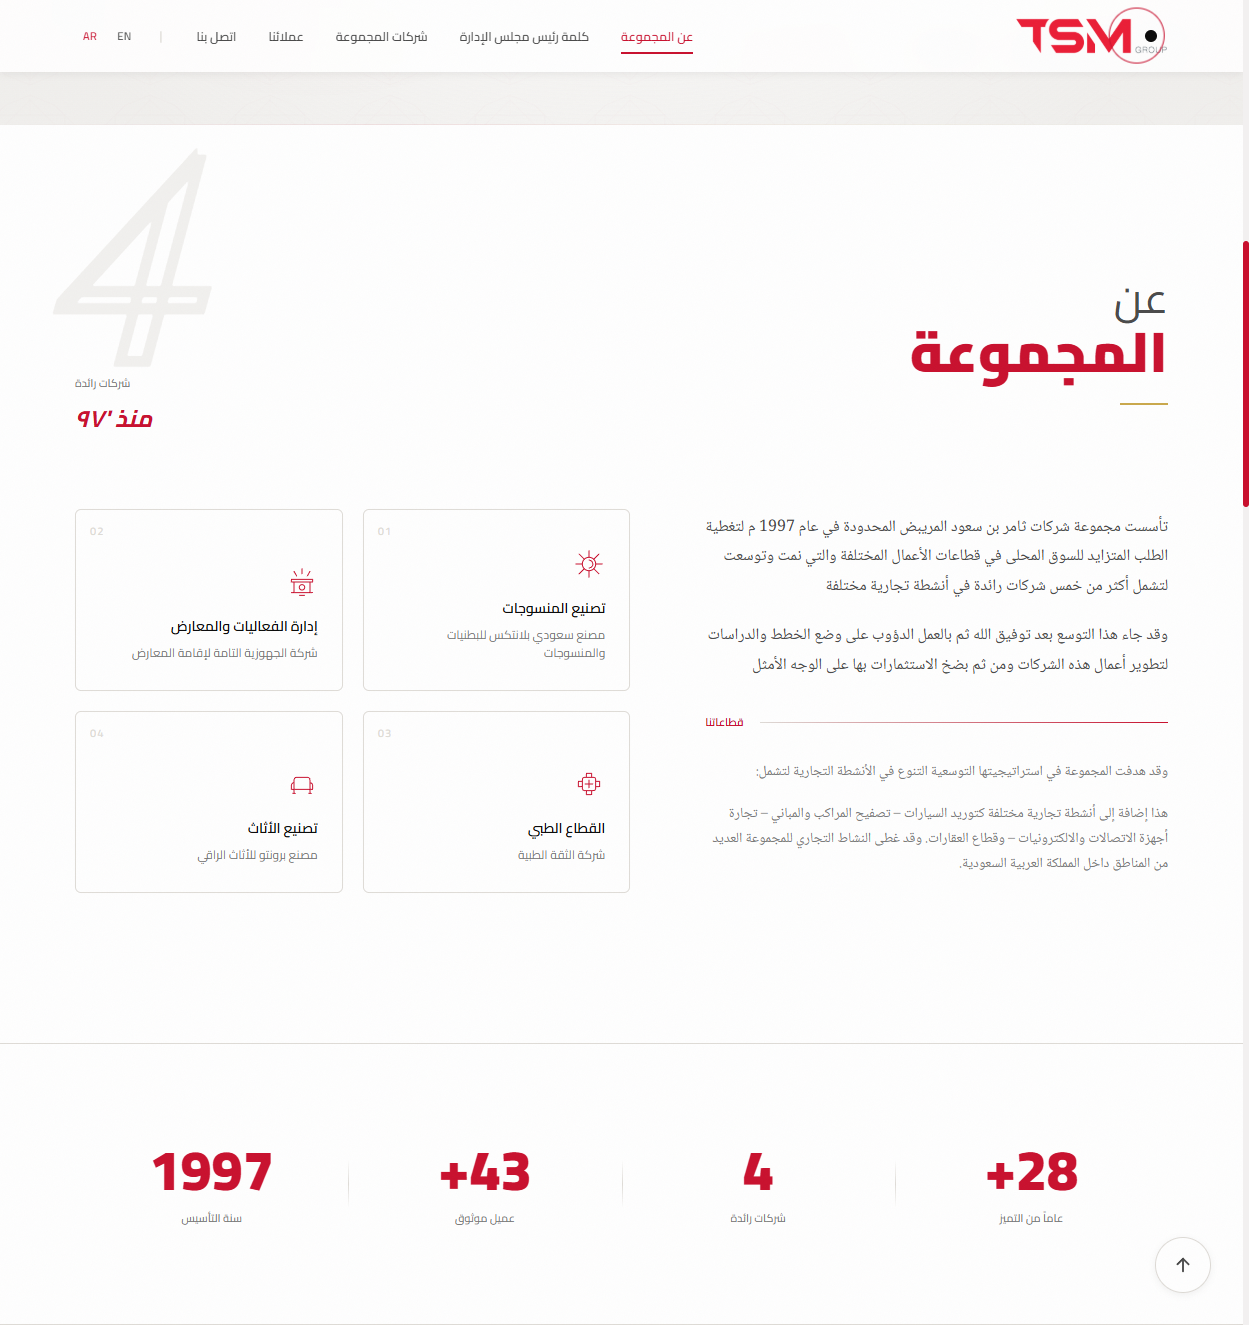 TSM
GROUP
عن المجموعة
كلمة رئيس مجلس الإدارة
شركات المجموعة
عملائنا
اتصل بنا
|
EN
AR
عن
المجموعة
4
شركات رائدة
منذ '٩٧
تأسست مجموعة شركات ثامر بن سعود المريبض المحدودة في عام 1997 م لتغطية
الطلب المتزايد للسوق المحلى في قطاعات الأعمال المختلفة والتي نمت وتوسعت
لتشمل أكثر من خمس شركات رائدة في أنشطة تجارية مختلفة
وقد جاء هذا التوسع بعد توفيق الله ثم بالعمل الدؤوب على وضع الخطط والدراسات
لتطوير أعمال هذه الشركات ومن ثم بضخ الاستثمارات بها على الوجه الأمثل
قطاعاتنا
وقد هدفت المجموعة في استراتيجيتها التوسعية التنوع في الأنشطة التجارية لتشمل:
هذا إضافة إلى أنشطة تجارية مختلفة كتوريد السيارات – تصفيح المراكب والمباني – تجارة
أجهزة الاتصالات والالكترونيات – وقطاع العقارات. وقد غطى النشاط التجاري للمجموعة العديد
من المناطق داخل المملكة العربية السعودية.
01
تصنيع المنسوجات
مصنع سعودي بلانتكس للبطنيات
والمنسوجات
02
إدارة الفعاليات والمعارض
شركة الجهوزية التامة لإقامة المعارض
03
القطاع الطبي
شركة الثقة الطبية
04
تصنيع الأثاث
مصنع برونتو للأثاث الراقي
28+
عاماً من التميز
4
شركات رائدة
43+
عميل موثوق
1997
سنة التأسيس